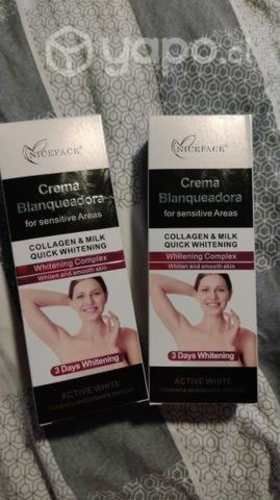 yapo.cl
NICEFACE
Crema
Blanqueadora
for sensitive Areas
COLLAGEN & MILK
QUICK WHITENING
Whitening Complex
Whiten and smooth skin
3 Days Whitening
ACTIVE WHITE
NICEFACE
Crema
Blanqueadora
for sensitive Areas
COLLAGEN & MILK
QUICK WHITENING
Whitening Complex
Whiten and smooth skin
3 Days Whitening
ACTIVE WHITE